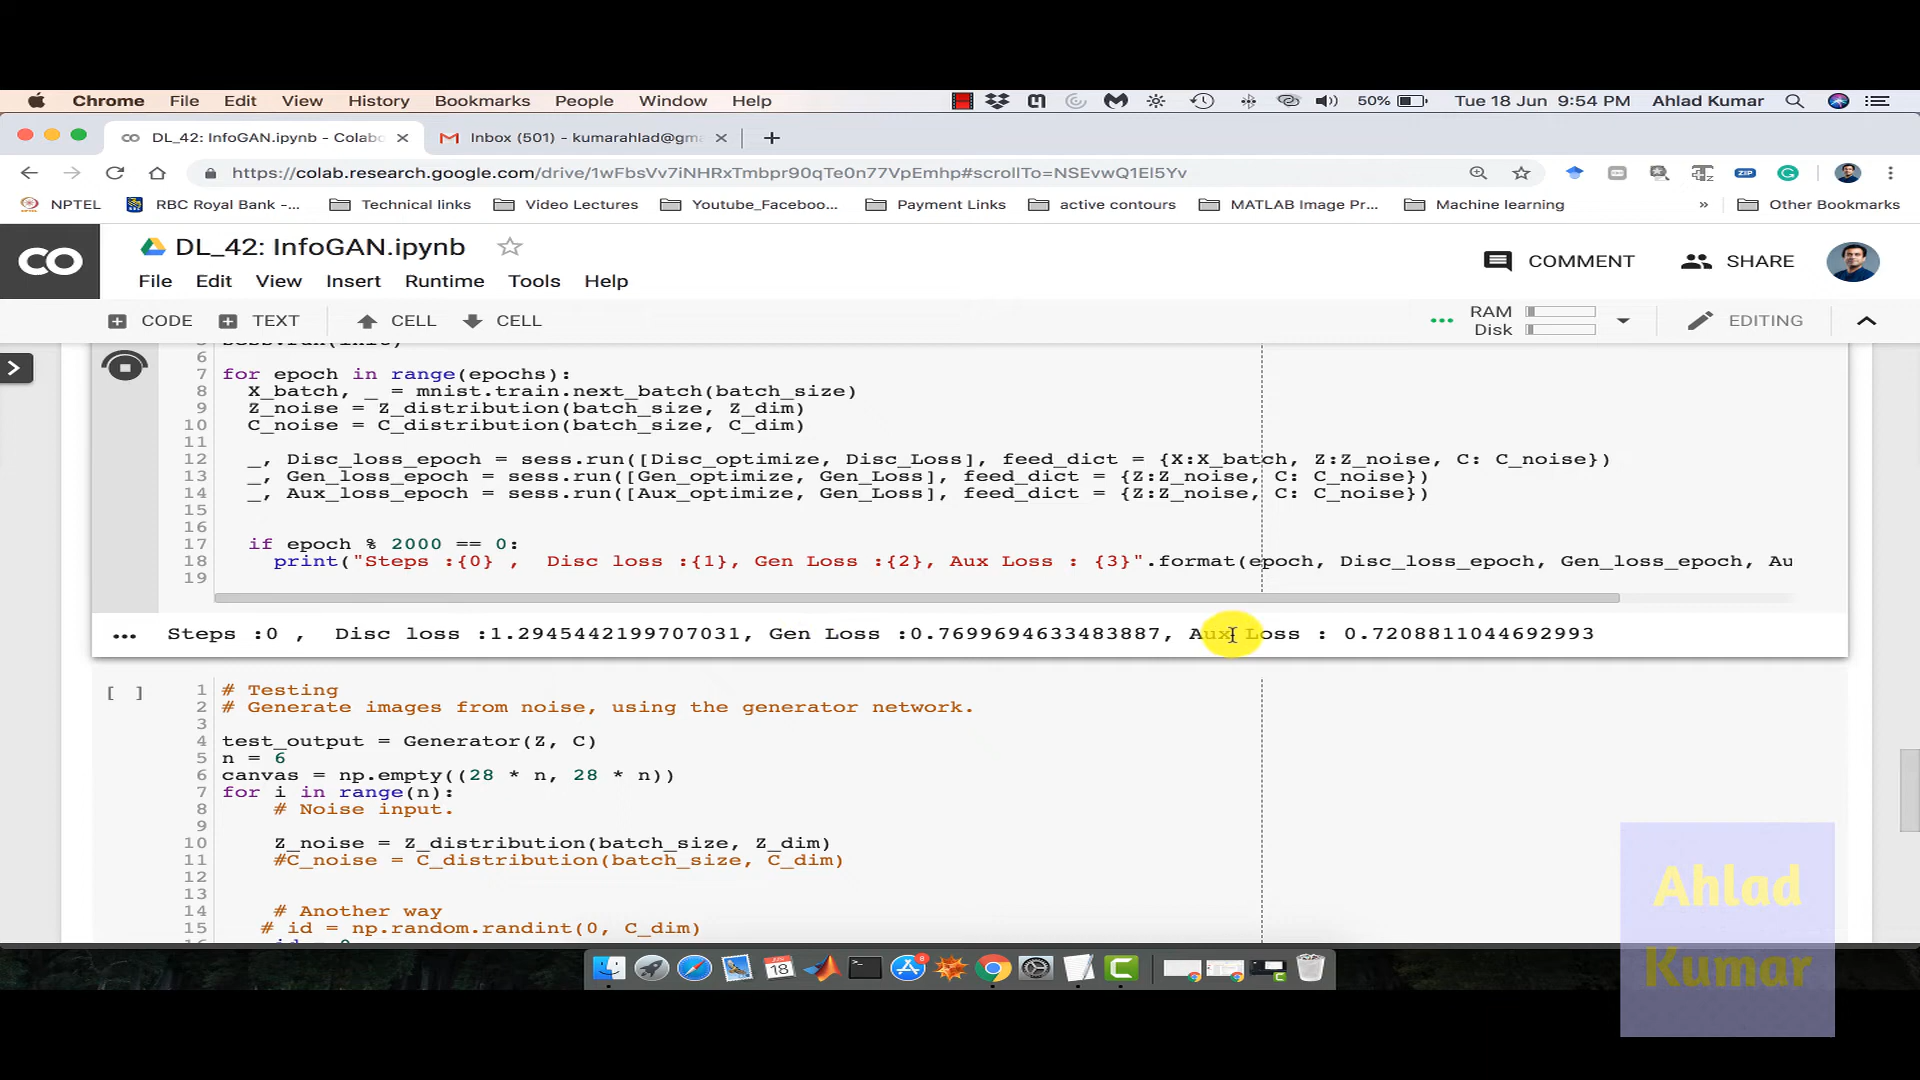 Chrome File Edit View History Bookmarks People Window Help 50% Tue 18 Jun 9:54 PM Ahlad Kumar
DL_42: InfoGAN.ipynb - Colabo Inbox (501) - kumarahlad@gm
https://colab.research.google.com/drive/1wFbsVv7iNHRxTmbpr90qTe0n77VpEmhp#scrollTo=NSEvwQ1El5Yv
NPTEL RBC Royal Bank -... Technical links Video Lectures Youtube_Faceboo... Payment Links active contours MATLAB Image Pr... Machine learning » Other Bookmarks
CO DL_42: InfoGAN.ipynb
COMMENT SHARE
File Edit View Insert Runtime Tools Help
CODE TEXT CELL CELL RAM Disk EDITING
6
7 for epoch in range(epochs):
8 X_batch, _ = mnist.train.next_batch(batch_size)
9 Z_noise = Z_distribution(batch_size, Z_dim)
10 C_noise = C_distribution(batch_size, C_dim)
11
12 _, Disc_loss_epoch = sess.run([Disc_optimize, Disc_Loss], feed_dict = {X:X_batch, Z:Z_noise, C: C_noise})
13 _, Gen_loss_epoch = sess.run([Gen_optimize, Gen_Loss], feed_dict = {Z:Z_noise, C: C_noise})
14 _, Aux_loss_epoch = sess.run([Aux_optimize, Gen_Loss], feed_dict = {Z:Z_noise, C: C_noise})
15
16
17 if epoch % 2000 == 0:
18 print("Steps :{0} , Disc loss :{1}, Gen Loss :{2}, Aux Loss : {3}".format(epoch, Disc_loss_epoch, Gen_loss_epoch, Au
19
Steps :0 , Disc loss :1.2945442199707031, Gen Loss :0.7699694633483887, Aux Loss : 0.7208811044692993
[ ] 1 # Testing
2 # Generate images from noise, using the generator network.
3
4 test_output = Generator(Z, C)
5 n = 6
6 canvas = np.empty((28 * n, 28 * n))
7 for i in range(n):
8 # Noise input.
9
10 Z_noise = Z_distribution(batch_size, Z_dim)
11 #C_noise = C_distribution(batch_size, C_dim)
12
13
14 # Another way
15 # id = np.random.randint(0, C_dim)
Ahlad
Kumar